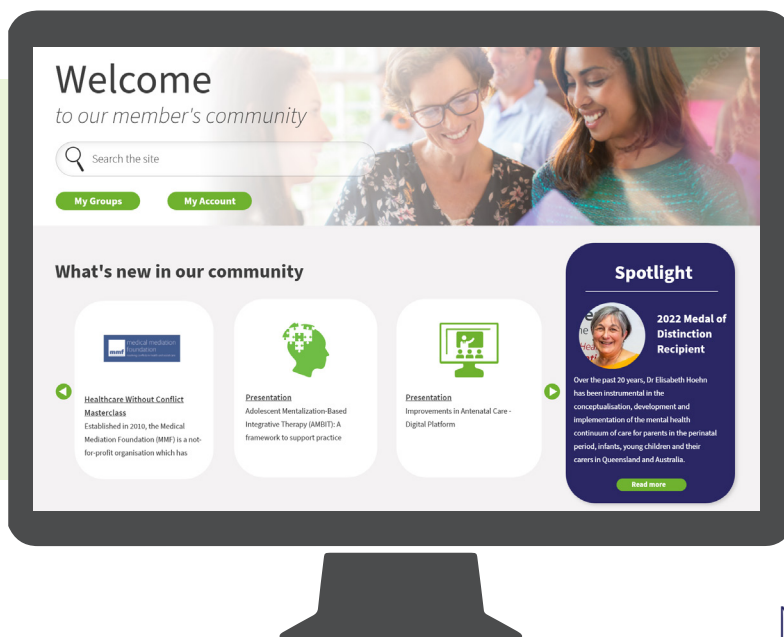 Welcome
to our member's community
Search the site
My Groups
My Account
What's new in our community
medical mediation
foundation
mmf
Healthcare Without Conflict
Masterclass
Established in 2010, the Medical
Mediation Foundation (MMF) is a not-
for-profit organisation which has
Presentation
Adolescent Mentalization-Based
Integrative Therapy (AMBIT): A
framework to support practice
Presentation
Improvements in Antenatal Care -
Digital Platform
Spotlight
2022 Medal of
Distinction
Recipient
Over the past 20 years, Dr Elisabeth Hoehn
has been instrumental in the
conceptualisation, development and
implementation of the mental health
continuum of care for parents in the perinatal
period, infants, young children and their
carers in Queensland and Australia.
Read more